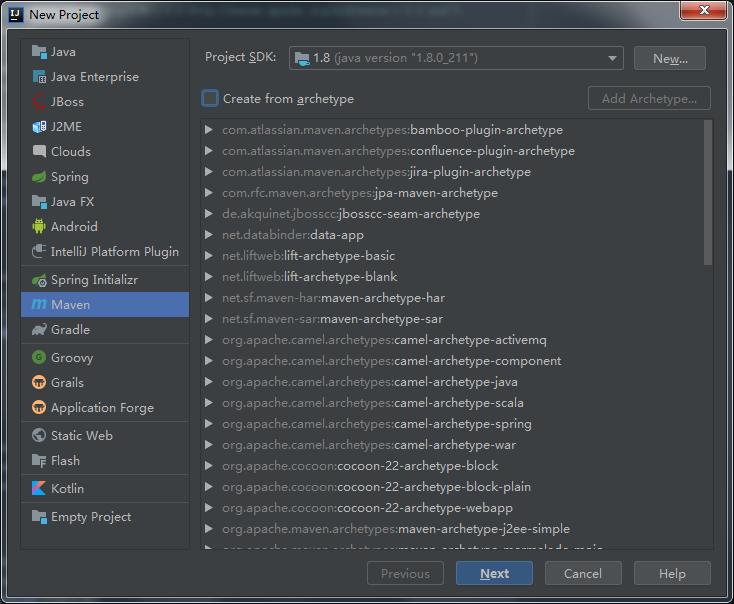 New Project
Java
Java Enterprise
JBoss
J2ME
Clouds
Spring
Java FX
Android
IntelliJ Platform Plugin
Spring Initializr
Maven
Gradle
Groovy
Grails
Application Forge
Static Web
Flash
Kotlin
Empty Project
Project SDK: 1.8 (java version "1.8.0_211") New...
Create from archetype Add Archetype...
com.atlassian.maven.archetypes:bamboo-plugin-archetype
com.atlassian.maven.archetypes:confluence-plugin-archetype
com.atlassian.maven.archetypes:jira-plugin-archetype
com.rfc.maven.archetypes:jpa-maven-archetype
de.akquinet.jbosscc:jbosscc-seam-archetype
net.databinder:data-app
net.liftweb:lift-archetype-basic
net.liftweb:lift-archetype-blank
net.sf.maven-har:maven-archetype-har
net.sf.maven-sar:maven-archetype-sar
org.apache.camel.archetypes:camel-archetype-activemq
org.apache.camel.archetypes:camel-archetype-component
org.apache.camel.archetypes:camel-archetype-java
org.apache.camel.archetypes:camel-archetype-scala
org.apache.camel.archetypes:camel-archetype-spring
org.apache.camel.archetypes:camel-archetype-war
org.apache.cocoon:cocoon-22-archetype-block
org.apache.cocoon:cocoon-22-archetype-block-plain
org.apache.cocoon:cocoon-22-archetype-webapp
org.apache.maven.archetypes:maven-archetype-j2ee-simple
Previous Next Cancel Help